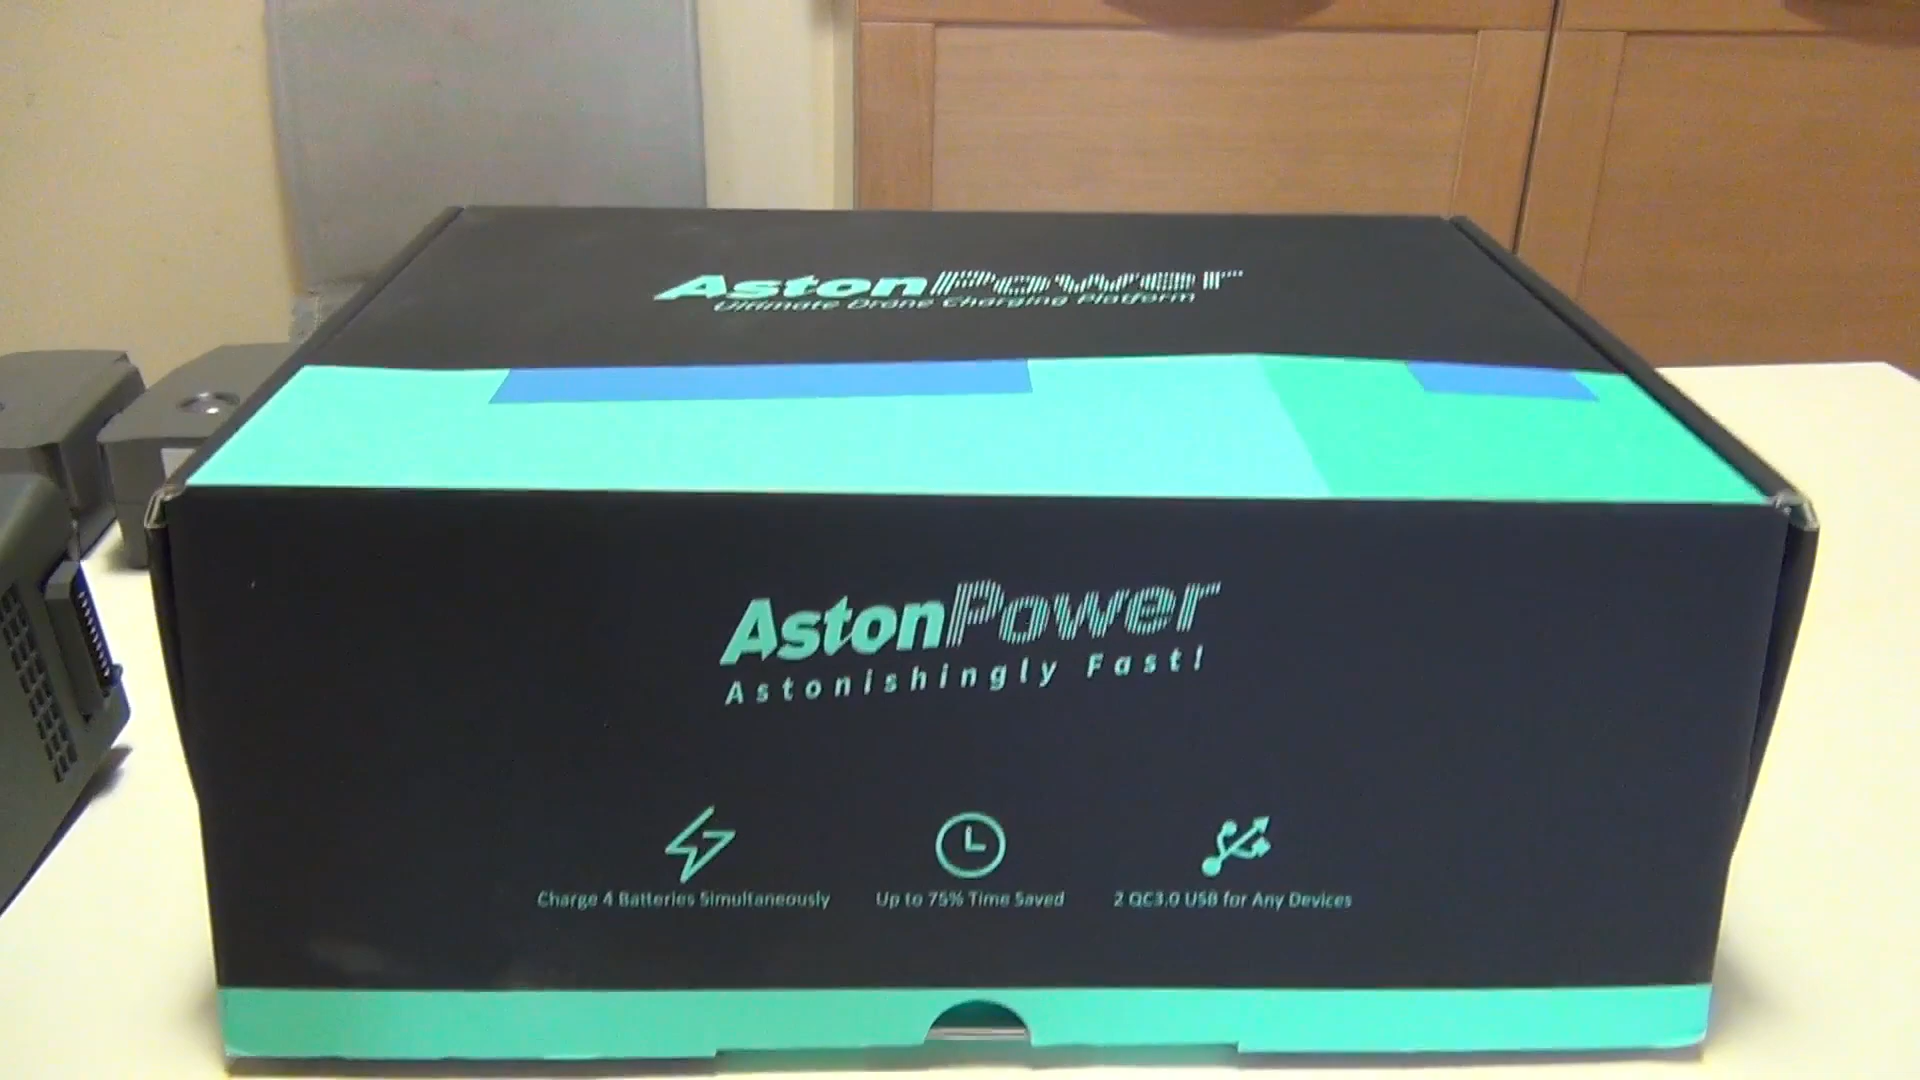 AstonPower
Ultimate Drone Charging Platform
AstonPower
Astonishingly Fast!
Charge 4 Batteries Simultaneously
Up to 75% Time Saved
2 QC3.0 USB for Any Devices